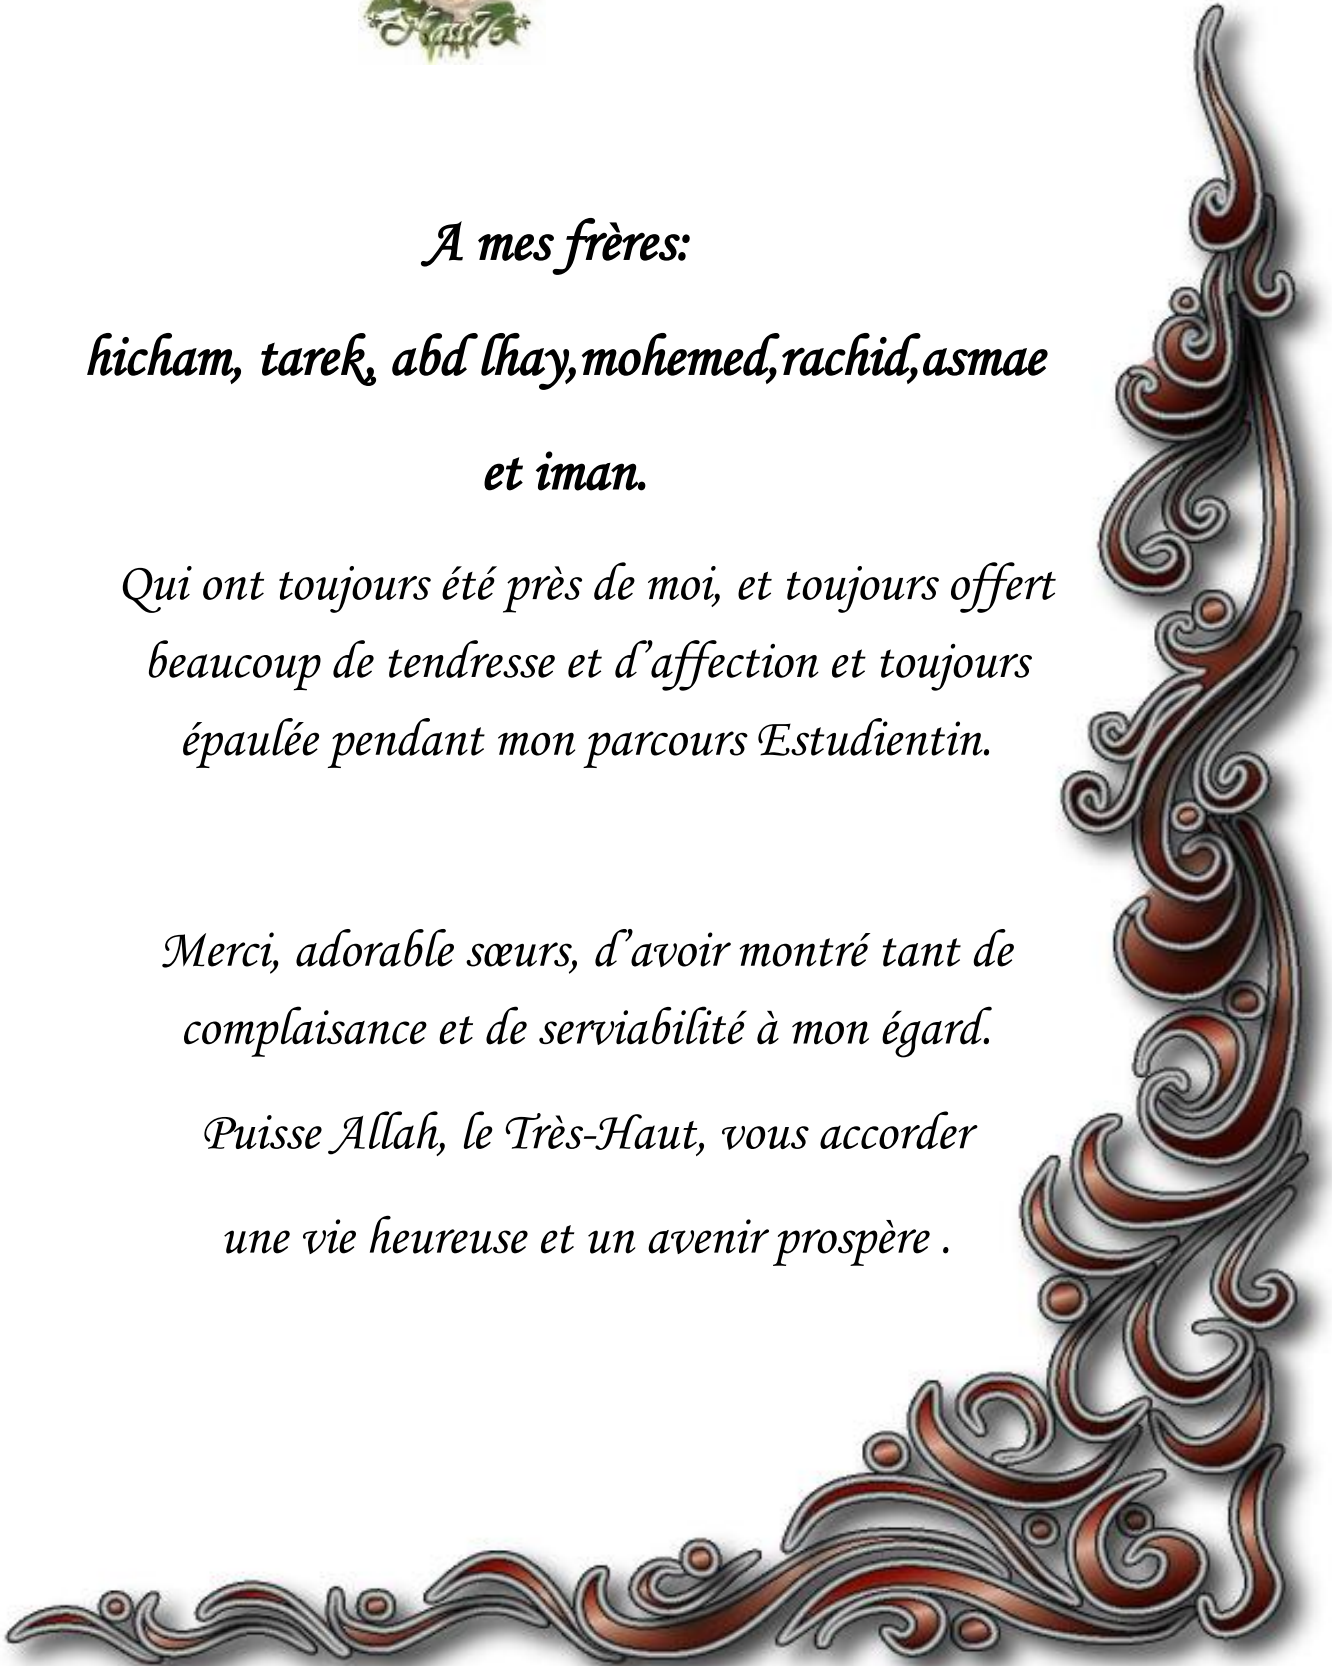 Nass76
A mes frères:
hicham, tarek, abd lhay,mohemed,rachid,asmae
et iman.
Qui ont toujours été près de moi, et toujours offert
beaucoup de tendresse et d’affection et toujours
épaulée pendant mon parcours Estudientin.
Merci, adorable sœurs, d’avoir montré tant de
complaisance et de serviabilité à mon égard.
Puisse Allah, le Très-Haut, vous accorder
une vie heureuse et un avenir prospère .